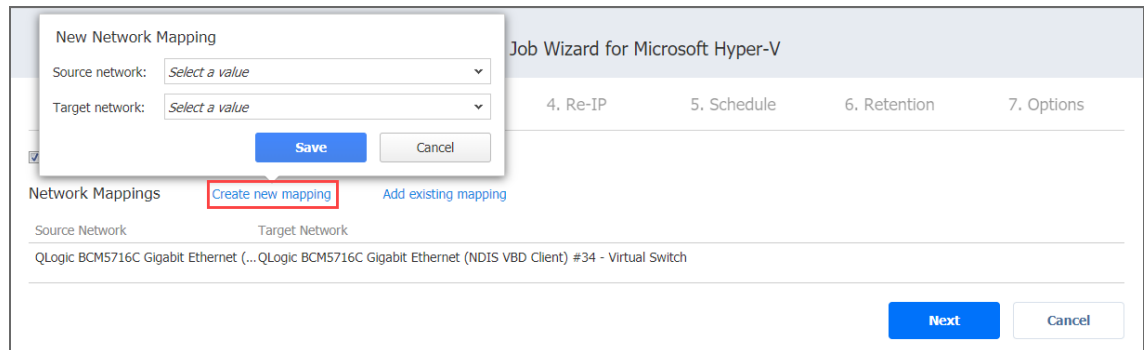 New Network Mapping
Job Wizard for Microsoft Hyper-V
Source network: Select a value
Target network: Select a value
4. Re-IP 5. Schedule 6. Retention 7. Options
Save Cancel
Network Mappings Create new mapping Add existing mapping
Source Network Target Network
QLogic BCM5716C Gigabit Ethernet (... QLogic BCM5716C Gigabit Ethernet (NDIS VBD Client) #34 - Virtual Switch
Next Cancel